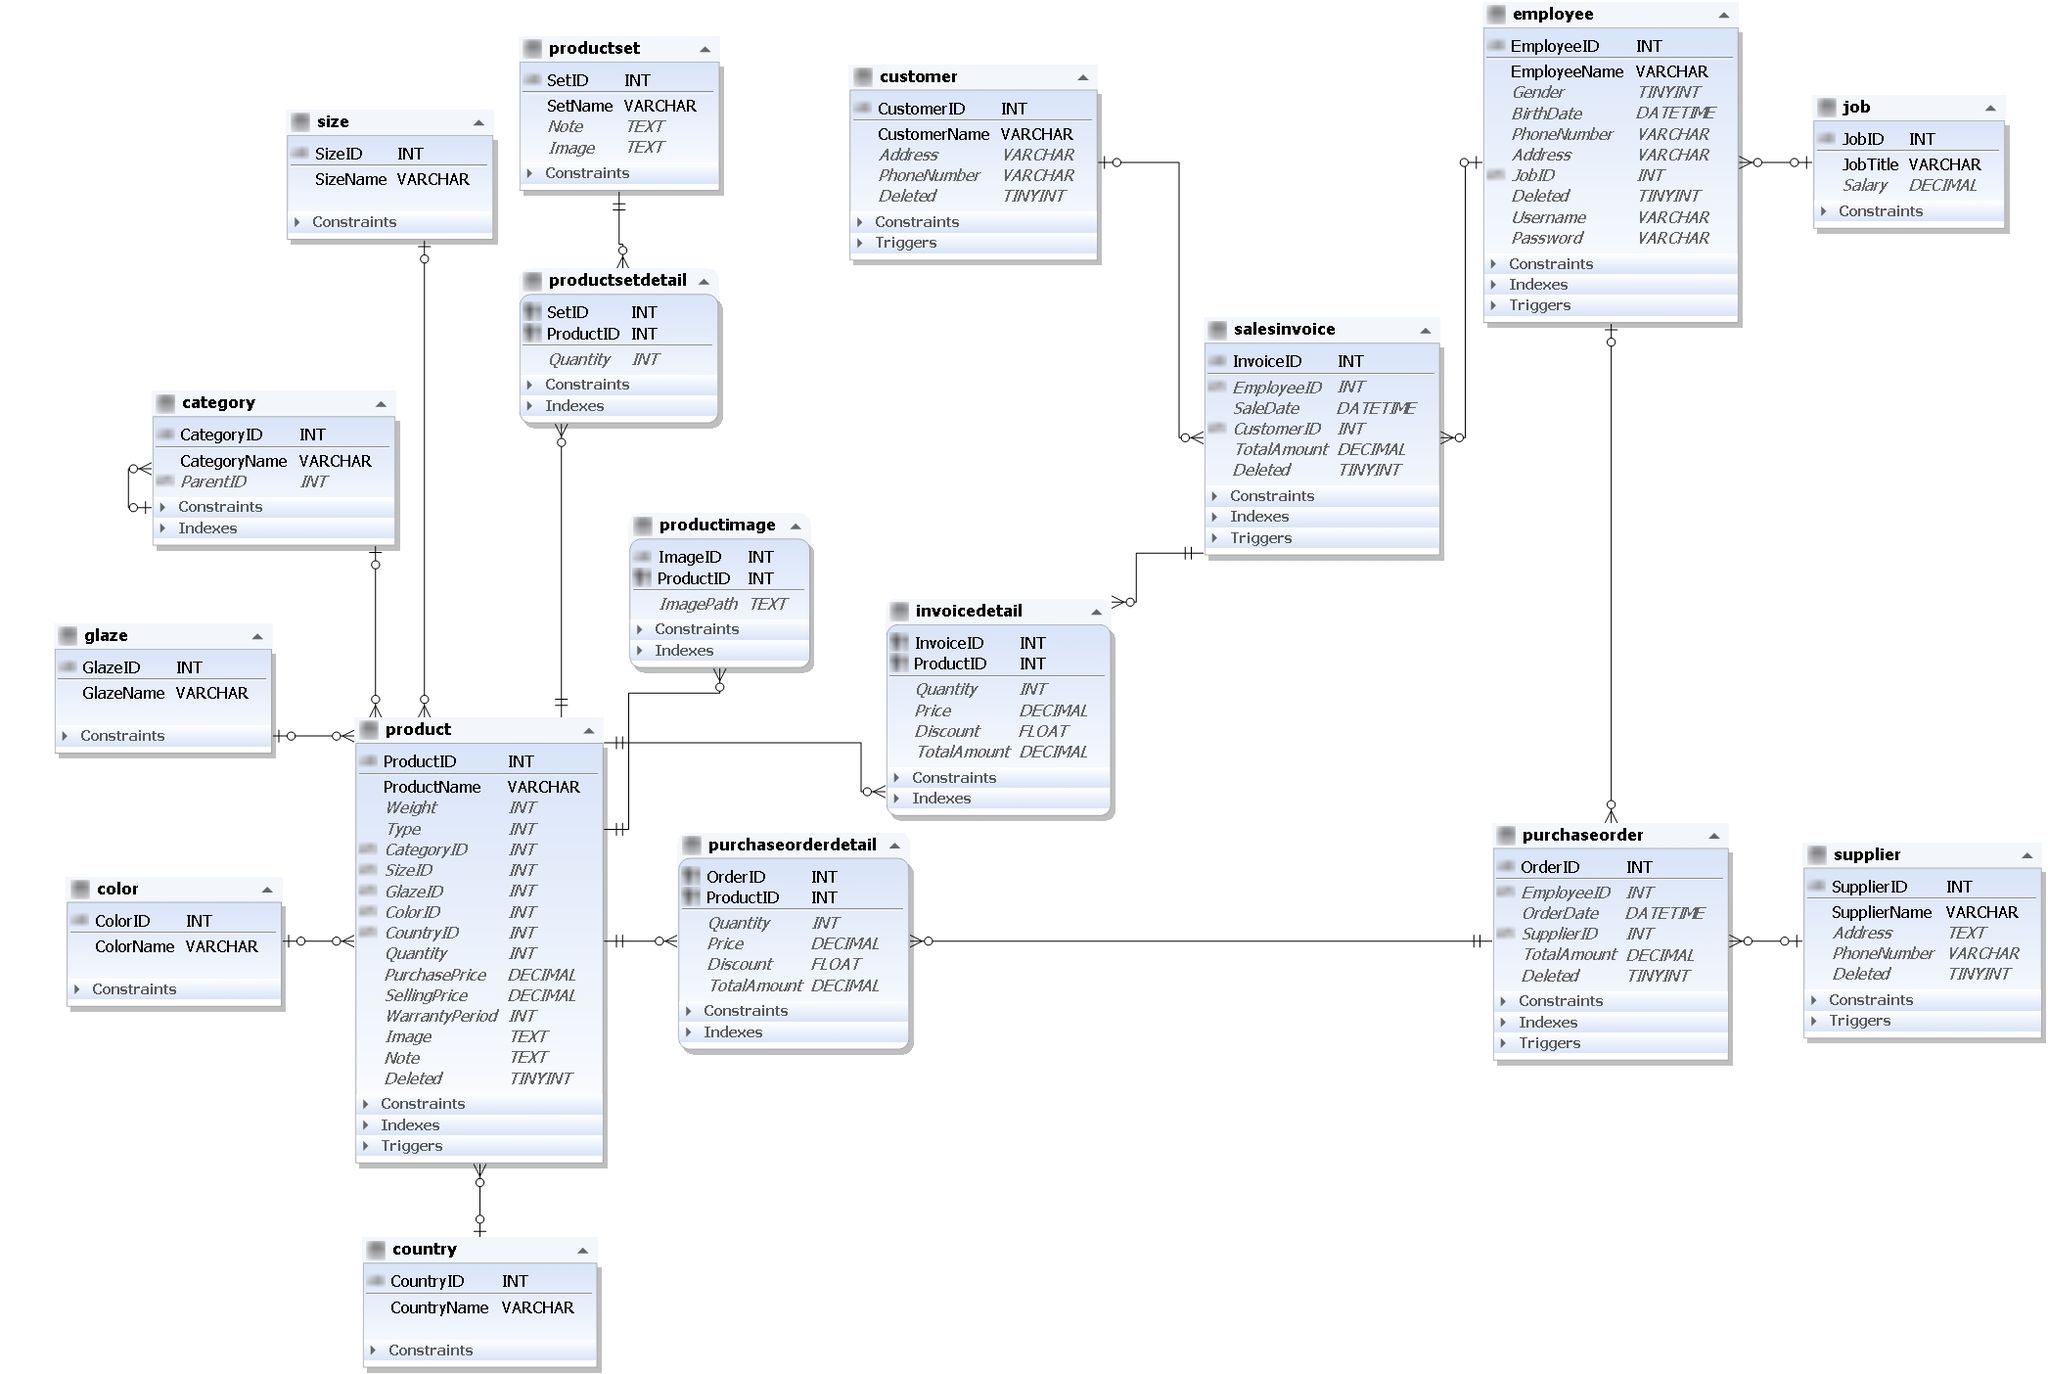 employee
EmployeeID INT
EmployeeName VARCHAR
Gender TINYINT
BirthDate DATETIME
PhoneNumber VARCHAR
Address VARCHAR
JobID INT
Deleted TINYINT
Username VARCHAR
Password VARCHAR
Constraints
Indexes
Triggers
productset
SetID INT
SetName VARCHAR
Note TEXT
Image TEXT
Constraints
customer
CustomerID INT
CustomerName VARCHAR
Address VARCHAR
PhoneNumber VARCHAR
Deleted TINYINT
Constraints
Triggers
job
JobID INT
JobTitle VARCHAR
Salary DECIMAL
Constraints
size
SizeID INT
SizeName VARCHAR
Constraints
productsetdetail
SetID INT
ProductID INT
Quantity INT
Constraints
Indexes
salesinvoice
InvoiceID INT
EmployeeID INT
SaleDate DATETIME
CustomerID INT
TotalAmount DECIMAL
Deleted TINYINT
Constraints
Indexes
Triggers
category
CategoryID INT
CategoryName VARCHAR
ParentID INT
Constraints
Indexes
productimage
ImageID INT
ProductID INT
ImagePath TEXT
Constraints
Indexes
invoicedetail
InvoiceID INT
ProductID INT
Quantity INT
Price DECIMAL
Discount FLOAT
TotalAmount DECIMAL
Constraints
Indexes
glaze
GlazeID INT
GlazeName VARCHAR
Constraints
product
ProductID INT
ProductName VARCHAR
Weight INT
Type INT
CategoryID INT
SizeID INT
GlazeID INT
ColorID INT
CountryID INT
Quantity INT
PurchasePrice DECIMAL
SellingPrice DECIMAL
WarrantyPeriod INT
Image TEXT
Note TEXT
Deleted TINYINT
Constraints
Indexes
Triggers
purchaseorderdetail
OrderID INT
ProductID INT
Quantity INT
Price DECIMAL
Discount FLOAT
TotalAmount DECIMAL
Constraints
Indexes
purchaseorder
OrderID INT
EmployeeID INT
OrderDate DATETIME
SupplierID INT
TotalAmount DECIMAL
Deleted TINYINT
Constraints
Indexes
Triggers
supplier
SupplierID INT
SupplierName VARCHAR
Address TEXT
PhoneNumber VARCHAR
Deleted TINYINT
Constraints
Triggers
color
ColorID INT
ColorName VARCHAR
Constraints
country
CountryID INT
CountryName VARCHAR
Constraints